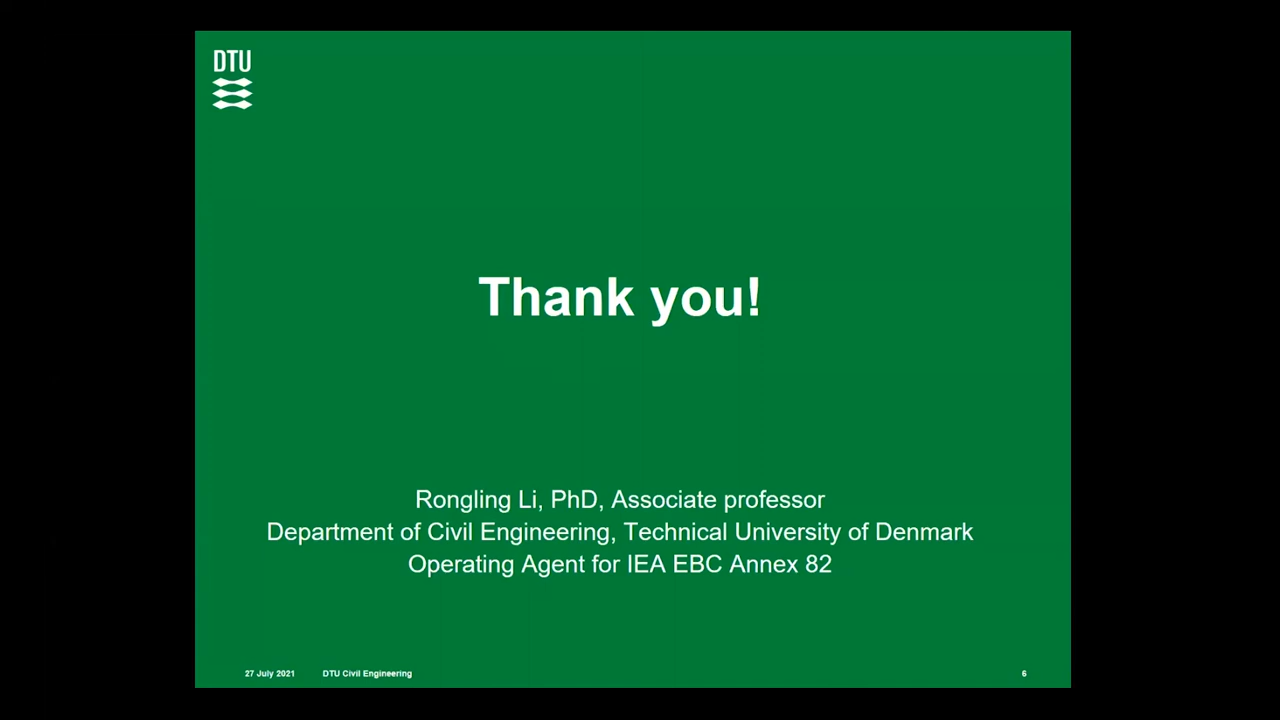 DTU
Thank you!
Rongling Li, PhD, Associate professor
Department of Civil Engineering, Technical University of Denmark
Operating Agent for IEA EBC Annex 82
27 July 2021 DTU Civil Engineering 6